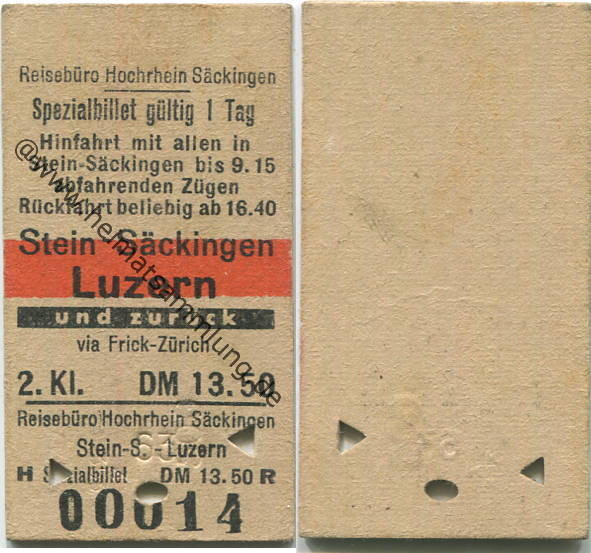 Reisebüro Hochrhein Säckingen
Spezialbillet gültig 1 Tag
Hinfahrt mit allen in
Stein-Säckingen bis 9.15
abfahrenden Zügen
Rückfahrt beliebig ab 16.40
Stein Säckingen
Luzern
und zurück
via Frick-Zürich
2. Kl. DM 13.50
Reisebüro Hochrhein Säckingen
Stein-S.-Luzern
H Spezialbillet DM 13.50 R
00014
@www.heimatsammlung.de